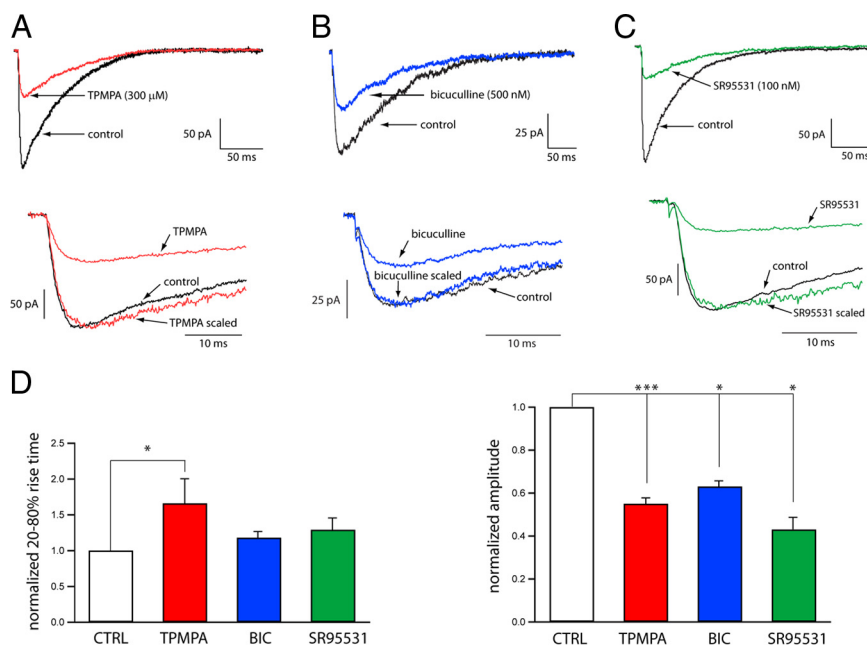 A
TPMPA (300 μM)
control
50 pA
50 ms
TPMPA
control
50 pA
TPMPA scaled
10 ms
B
bicuculline (500 nM)
control
25 pA
50 ms
bicuculline
bicuculline scaled
25 pA
control
10 ms
C
SR95531 (100 nM)
control
50 pA
50 ms
SR95531
control
50 pA
SR95531 scaled
10 ms
D
normalized 20-80% rise time
2.5
2.0
1.5
1.0
0.5
0.0
*
CTRL TPMPA BIC SR95531
normalized amplitude
1.0
0.8
0.6
0.4
0.2
0.0
*** * *
CTRL TPMPA BIC SR95531